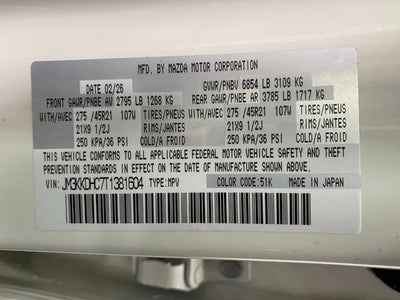 MFD. BY MAZDA MOTOR CORPORATION
DATE 02/26 GVWR/PNBV 6854 LB 3109 KG
FRONT GAWR/PNBE AV 2795 LB 1268 KG REAR GAWR/PNBE AR 3785 LB 1717 KG
WITH/AVEC 275 /45R21 107W TIRES/PNEU WITH/AVEC 275 /45R21 107W TIRES/PNEU
21X9 1/2J RIMS/JANTES 21X9 1/2J RIMS/JANTES
250 KPA/36 PSI COLD/A FROID 250 KPA/36 PSI COLD/A FROID
THIS VEHICLE CONFORMS TO ALL APPLICABLE FEDERAL MOTOR VEHICLE SAFETY AND THEFT
PREVENTION STANDARDS IN EFFECT ON THE DATE OF MANUFACTURE SHOWN ABOVE.
VIN: JM3KKDHC7T1381604 TYPE: MPV COLOR CODE: 51K MADE IN JAPAN